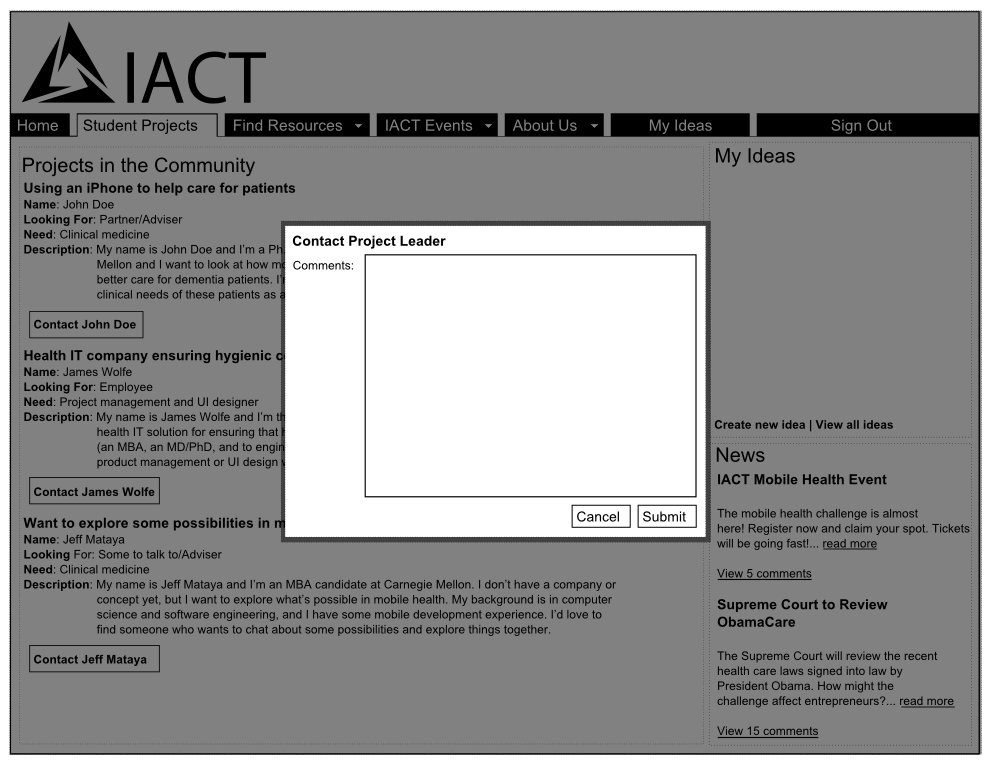 IACT
Home
Student Projects
Find Resources
IACT Events
About Us
My Ideas
Sign Out
Projects in the Community
Using an iPhone to help care for patients
Name: John Doe
Looking For: Partner/Adviser
Need: Clinical medicine
Description: My name is John Doe and I'm a
Mellon and I want to look at how
better care for dementia patients.
clinical needs of these patients as
Contact John Doe
Health IT company ensuring hygienic
Name: James Wolfe
Looking For: Employee
Need: Project management and UI designer
Description: My name is James Wolfe and I'm
health IT solution for ensuring that
(an MBA, an MD/PhD, and to
product management or UI design
Contact James Wolfe
Want to explore some possibilities in
Name: Jeff Mataya
Looking For: Some to talk to/Adviser
Need: Clinical medicine
Description: My name is Jeff Mataya and I'm an MBA candidate at Carnegie Mellon. I don't have a company or
concept yet, but I want to explore what's possible in mobile health. My background is in computer
science and software engineering, and I have some mobile development experience. I'd love to
find someone who wants to chat about some possibilities and explore things together.
Contact Jeff Mataya
Contact Project Leader
Comments:
Cancel
Submit
My Ideas
Create new idea | View all ideas
News
IACT Mobile Health Event
The mobile health challenge is almost
here! Register now and claim your spot. Tickets
will be going fast!... read more
View 5 comments
Supreme Court to Review
ObamaCare
The Supreme Court will review the recent
health care laws signed into law by
President Obama. How might the
challenge affect entrepreneurs?... read more
View 15 comments